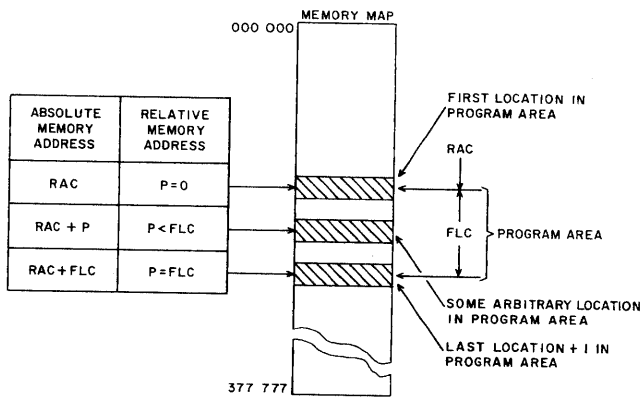 MEMORY MAP
000 000
FIRST LOCATION IN
PROGRAM AREA
ABSOLUTE
MEMORY
ADDRESS
RELATIVE
MEMORY
ADDRESS
RAC
P=0
RAC
RAC + P
P<FLC
FLC
PROGRAM AREA
RAC+FLC
P=FLC
SOME ARBITRARY LOCATION
IN PROGRAM AREA
LAST LOCATION + 1 IN
PROGRAM AREA
377 777